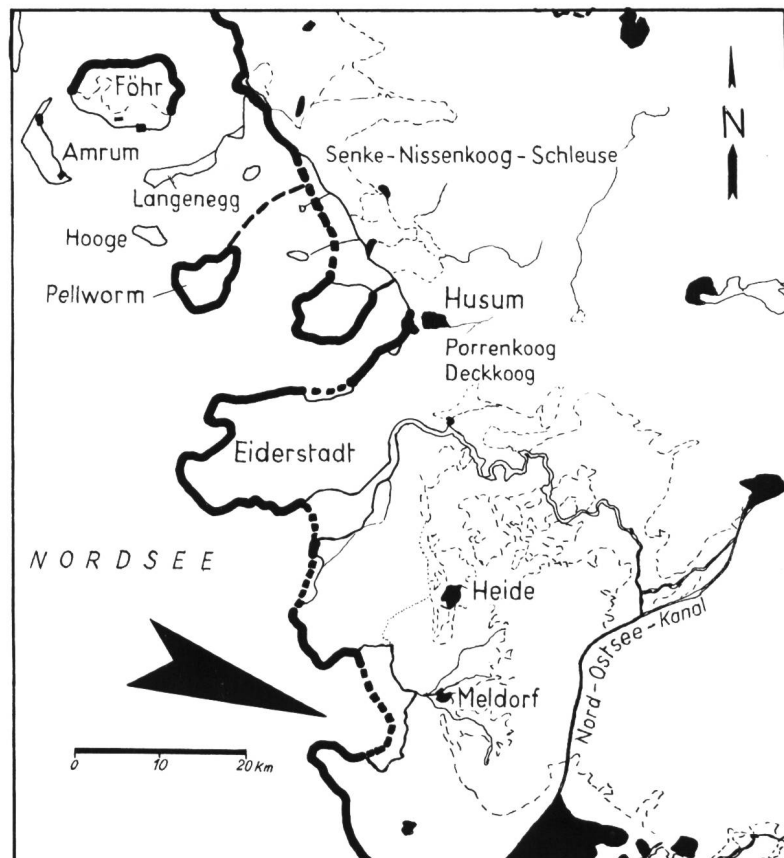 Föhr
N
Amrum
Senke-Nissenkoog-Schleuse
Langenegg
Hooge
Pellworm
Husum
Porrenkoog
Deckkoog
Eiderstadt
NORDSEE
Heide
Nord-Ostsee-Kanal
Meldorf
0 10 20 Km